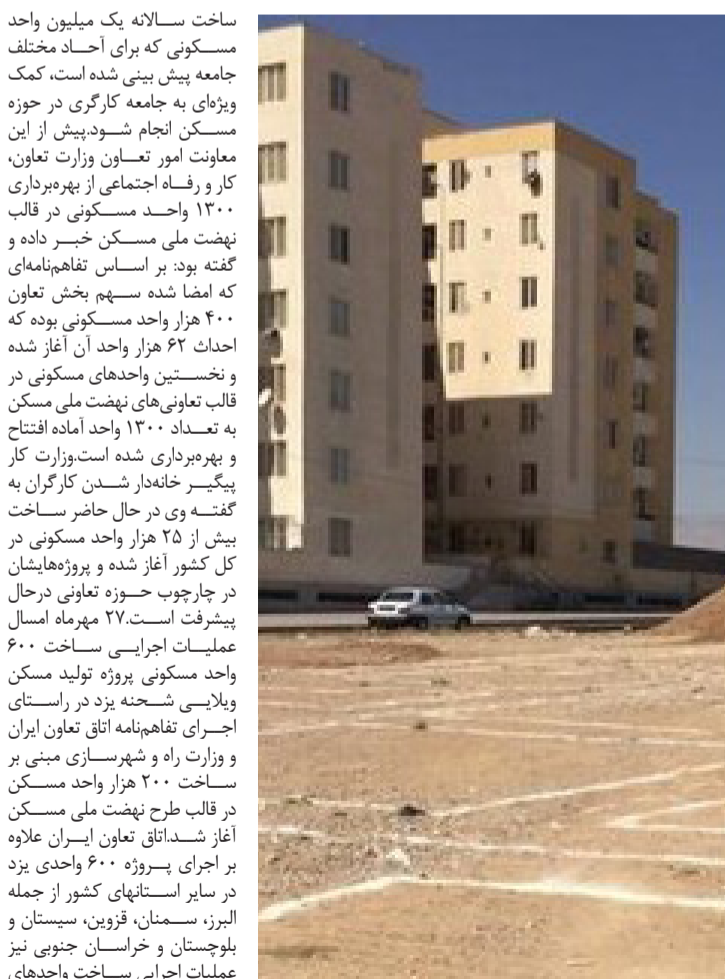 ساخت سالانه یک میلیون واحد
مسکونی که برای آحاد مختلف
جامعه پیش بینی شده است، کمک
ویژه‌ای به جامعه کارگری در حوزه
مسکن انجام شود.پیش از این
معاونت امور تعاون وزارت تعاون،
کار و رفاه اجتماعی از بهره‌برداری
۱۳۰۰ واحد مسکونی در قالب
نهضت ملی مسکن خبر داده و
گفته بود: بر اساس تفاهم‌نامه‌ای
که امضا شده سهم بخش تعاون
۴۰۰ هزار واحد مسکونی بوده که
احداث ۶۲ هزار واحد آن آغاز شده
و نخستین واحدهای مسکونی در
قالب تعاونی‌های نهضت ملی مسکن
به تعداد ۱۳۰۰ واحد آماده افتتاح
و بهره‌برداری شده است.وزارت کار
پیگیر خانه‌دار شدن کارگران به
گفته وی در حال حاضر ساخت
بیش از ۲۵ هزار واحد مسکونی در
کل کشور آغاز شده و پروژه‌هایشان
در چارچوب حوزه تعاونی درحال
پیشرفت است.۲۷ مهرماه امسال
عملیات اجرایی ساخت ۶۰۰
واحد مسکونی پروژه تولید مسکن
ویلایی شحنه یزد در راستای
اجرای تفاهم‌نامه اتاق تعاون ایران
و وزارت راه و شهرسازی مبنی بر
ساخت ۲۰۰ هزار واحد مسکن
در قالب طرح نهضت ملی مسکن
آغاز شد.اتاق تعاون ایران علاوه
بر اجرای پروژه ۶۰۰ واحدی یزد
در سایر استانهای کشور از جمله
البرز، سمنان، قزوین، سیستان و
بلوچستان و خراسان جنوبی نیز
عملیات اجرایی ساخت واحدهای